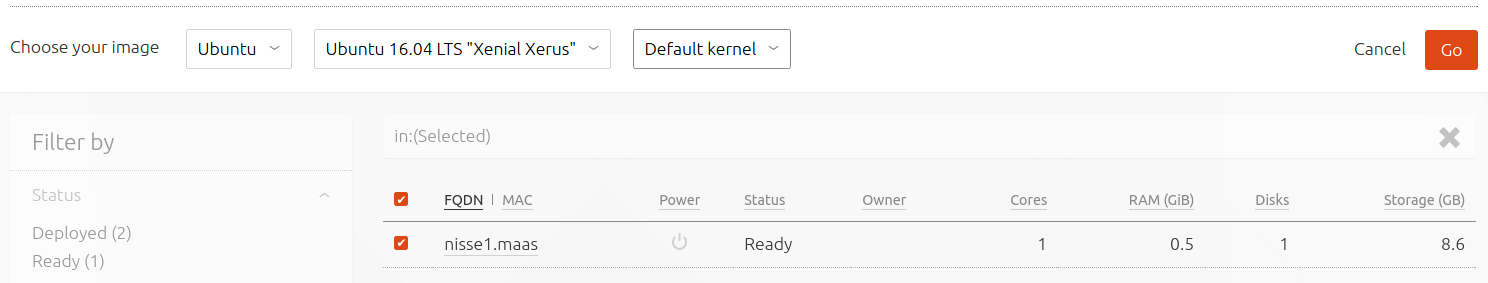 Choose your image Ubuntu Ubuntu 16.04 LTS "Xenial Xerus" Default kernel Cancel Go
Filter by
in:(Selected)
Status
FQDN | MAC Power Status Owner Cores RAM (GiB) Disks Storage (GB)
Deployed (2)
nisse1.maas Ready 1 0.5 1 8.6
Ready (1)